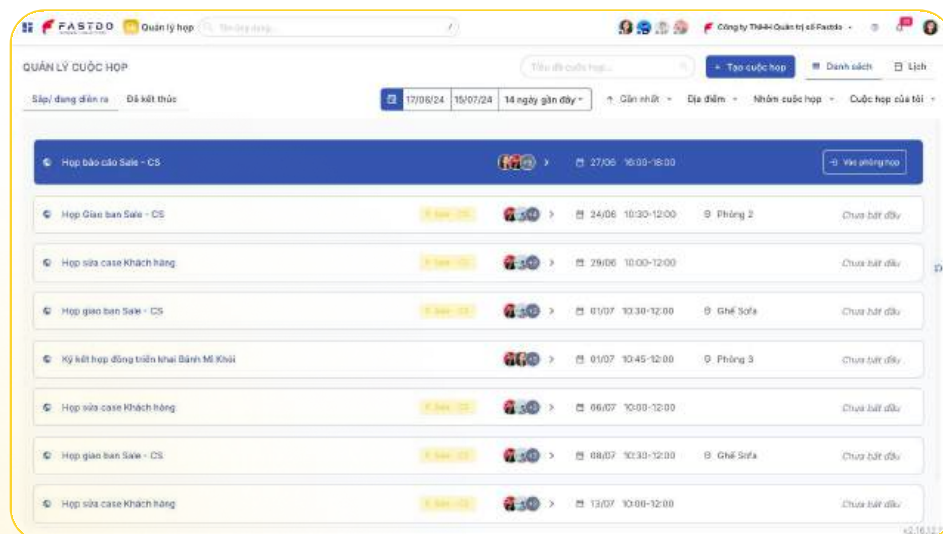 FASTDO Quản lý họp Công ty TNHH Quản trị số Fastdo
QUẢN LÝ CUỘC HỌP Tiêu đề cuộc họp... + Tạo cuộc họp Danh sách Lịch
Sắp/ đang diễn ra Đã kết thúc 17/06/24 15/07/24 14 ngày gần đây Gần nhất Địa điểm Nhóm cuộc họp Cuộc họp của tôi
Họp báo cáo Sale - CS 27/06 16:00-18:00 Vào phòng họp
Họp Giao ban Sale - CS 24/06 10:30-12:00 Phòng 2 Chưa bắt đầu
Họp sửa case Khách hàng 29/06 10:00-12:00 Chưa bắt đầu
Họp giao ban Sale - CS 01/07 10:30-12:00 Ghế Sofa Chưa bắt đầu
Ký kết hợp đồng triển khai Bánh Mì Khói 01/07 10:45-12:00 Phòng 3 Chưa bắt đầu
Họp sửa case Khách hàng 06/07 10:00-12:00 Chưa bắt đầu
Họp giao ban Sale - CS 08/07 10:30-12:00 Ghế Sofa Chưa bắt đầu
Họp sửa case Khách hàng 13/07 10:00-12:00 Chưa bắt đầu